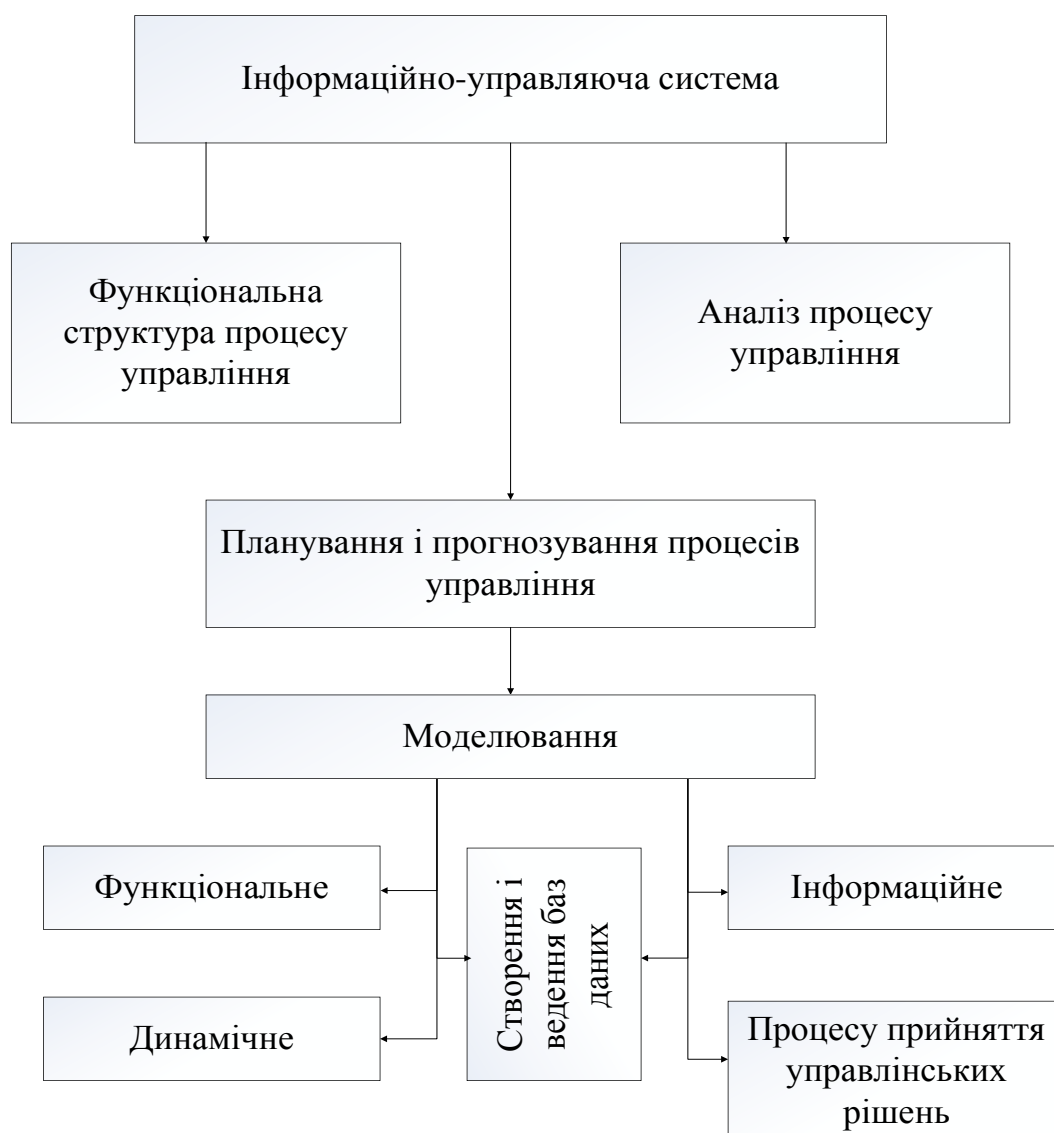 Інформаційно-управляюча система
Функціональна
структура процесу
управління
Аналіз процесу
управління
Планування і прогнозування процесів
управління
Моделювання
Функціональне
Створення і
ведення баз
даних
Інформаційне
Динамічне
Процесу прийняття
управлінських
рішень